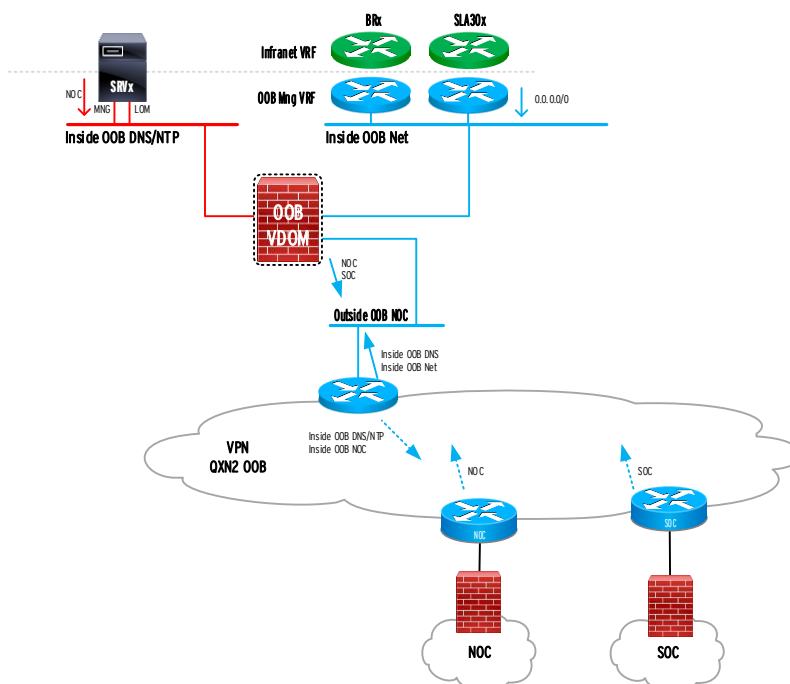 BRx
SLA30x
Infranet VRF
SRVx
NOC
MNG
LOM
OOB Mng VRF
0.0.0.0/0
Inside OOB DNS/NTP
Inside OOB Net
OOB
VDOM
NOC
SOC
Outside OOB NOC
Inside OOB DNS
Inside OOB Net
Inside OOB DNS/NTP
Inside OOB NOC
VPN
QXN2 OOB
NOC
SOC
NOC
SOC
NOC
SOC